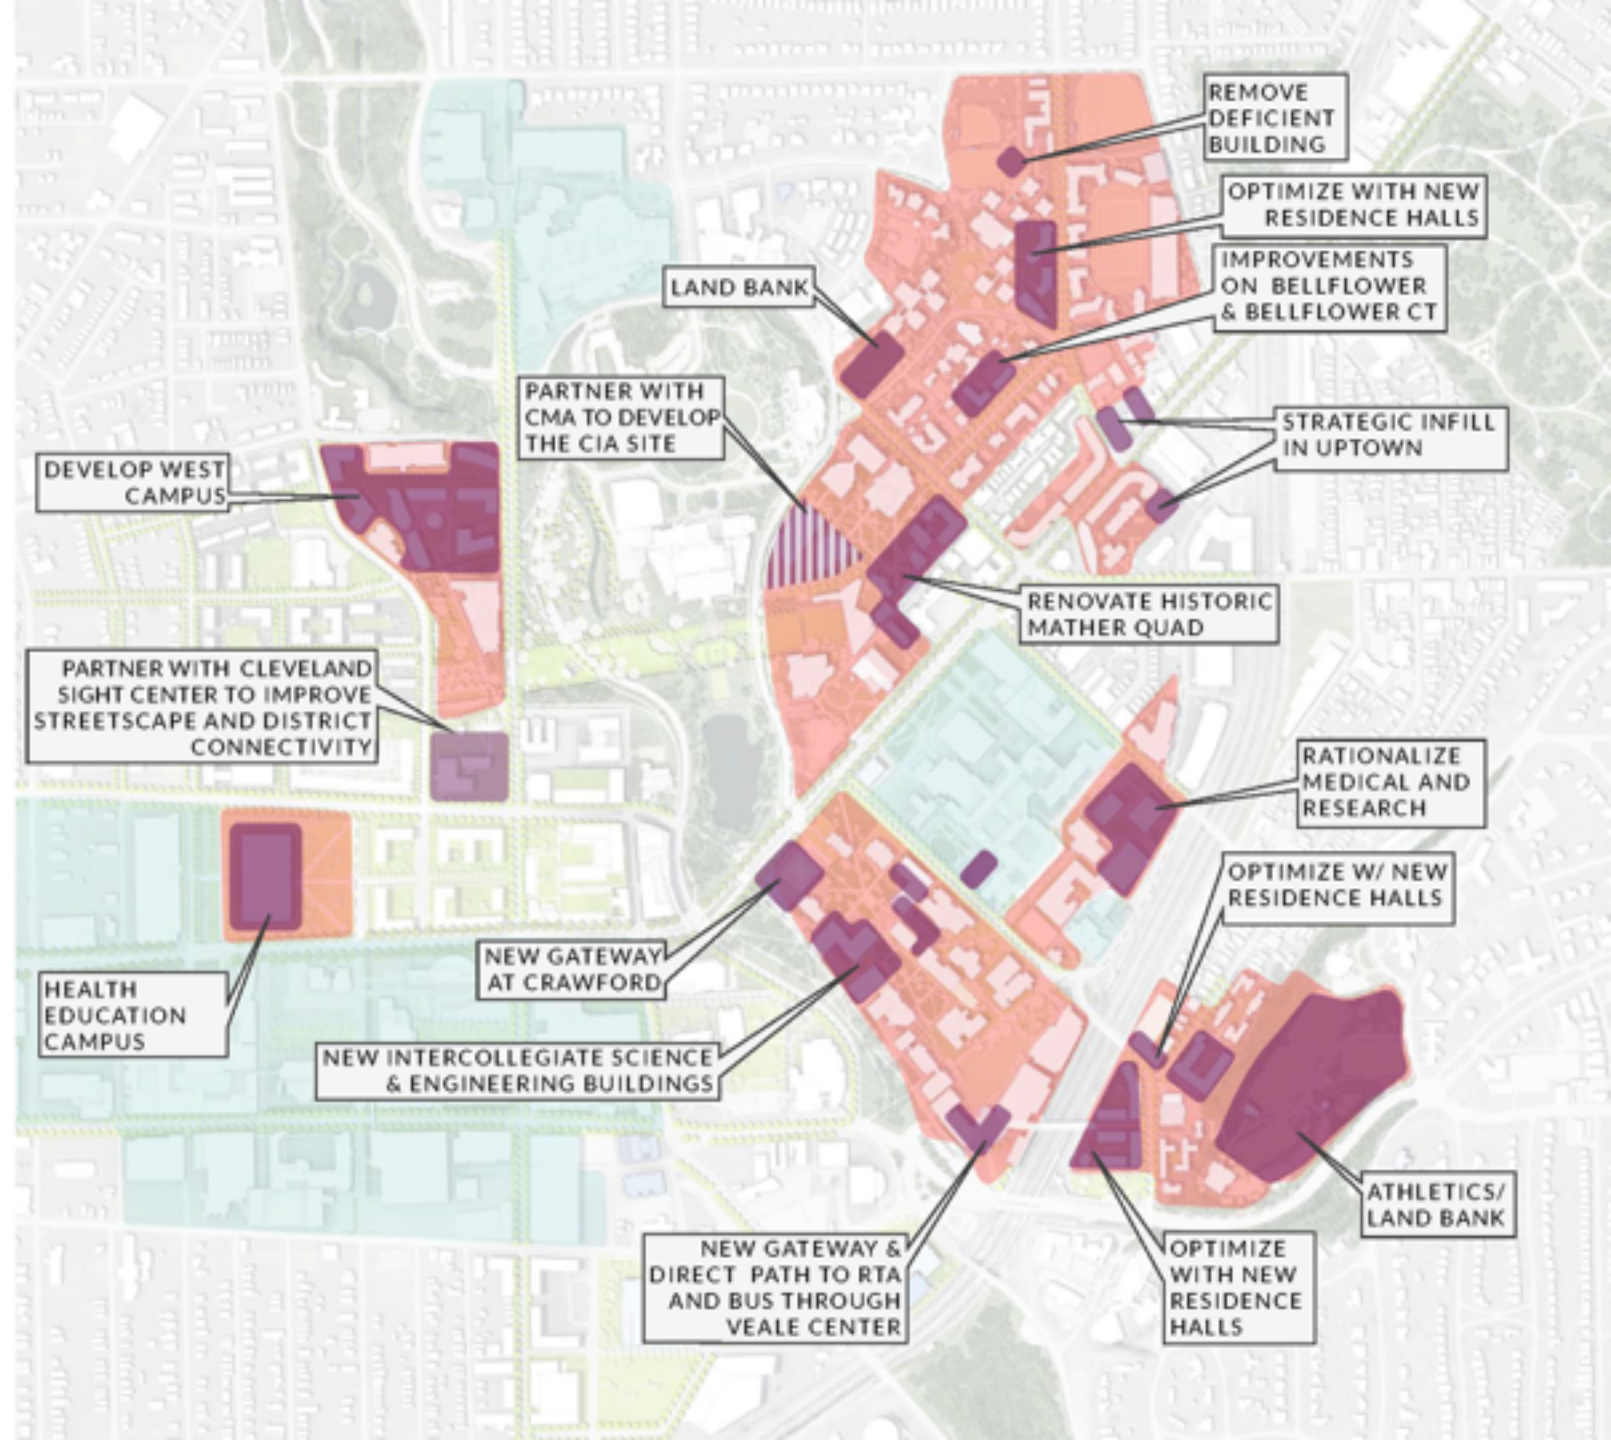 REMOVE
DEFICIENT
BUILDING
OPTIMIZE WITH NEW
RESIDENCE HALLS
IMPROVEMENTS
ON BELLFLOWER
& BELLFLOWER CT
LAND BANK
PARTNER WITH
CMA TO DEVELOP
THE CIA SITE
STRATEGIC INFILL
IN UPTOWN
DEVELOP WEST
CAMPUS
RENOVATE HISTORIC
MATHER QUAD
PARTNER WITH CLEVELAND
SIGHT CENTER TO IMPROVE
STREETSCAPE AND DISTRICT
CONNECTIVITY
RATIONALIZE
MEDICAL AND
RESEARCH
OPTIMIZE W/ NEW
RESIDENCE HALLS
NEW GATEWAY
AT CRAWFORD
HEALTH
EDUCATION
CAMPUS
NEW INTERCOLLEGIATE SCIENCE
& ENGINEERING BUILDINGS
ATHLETICS/
LAND BANK
NEW GATEWAY &
DIRECT PATH TO RTA
AND BUS THROUGH
VEALE CENTER
OPTIMIZE
WITH NEW
RESIDENCE
HALLS